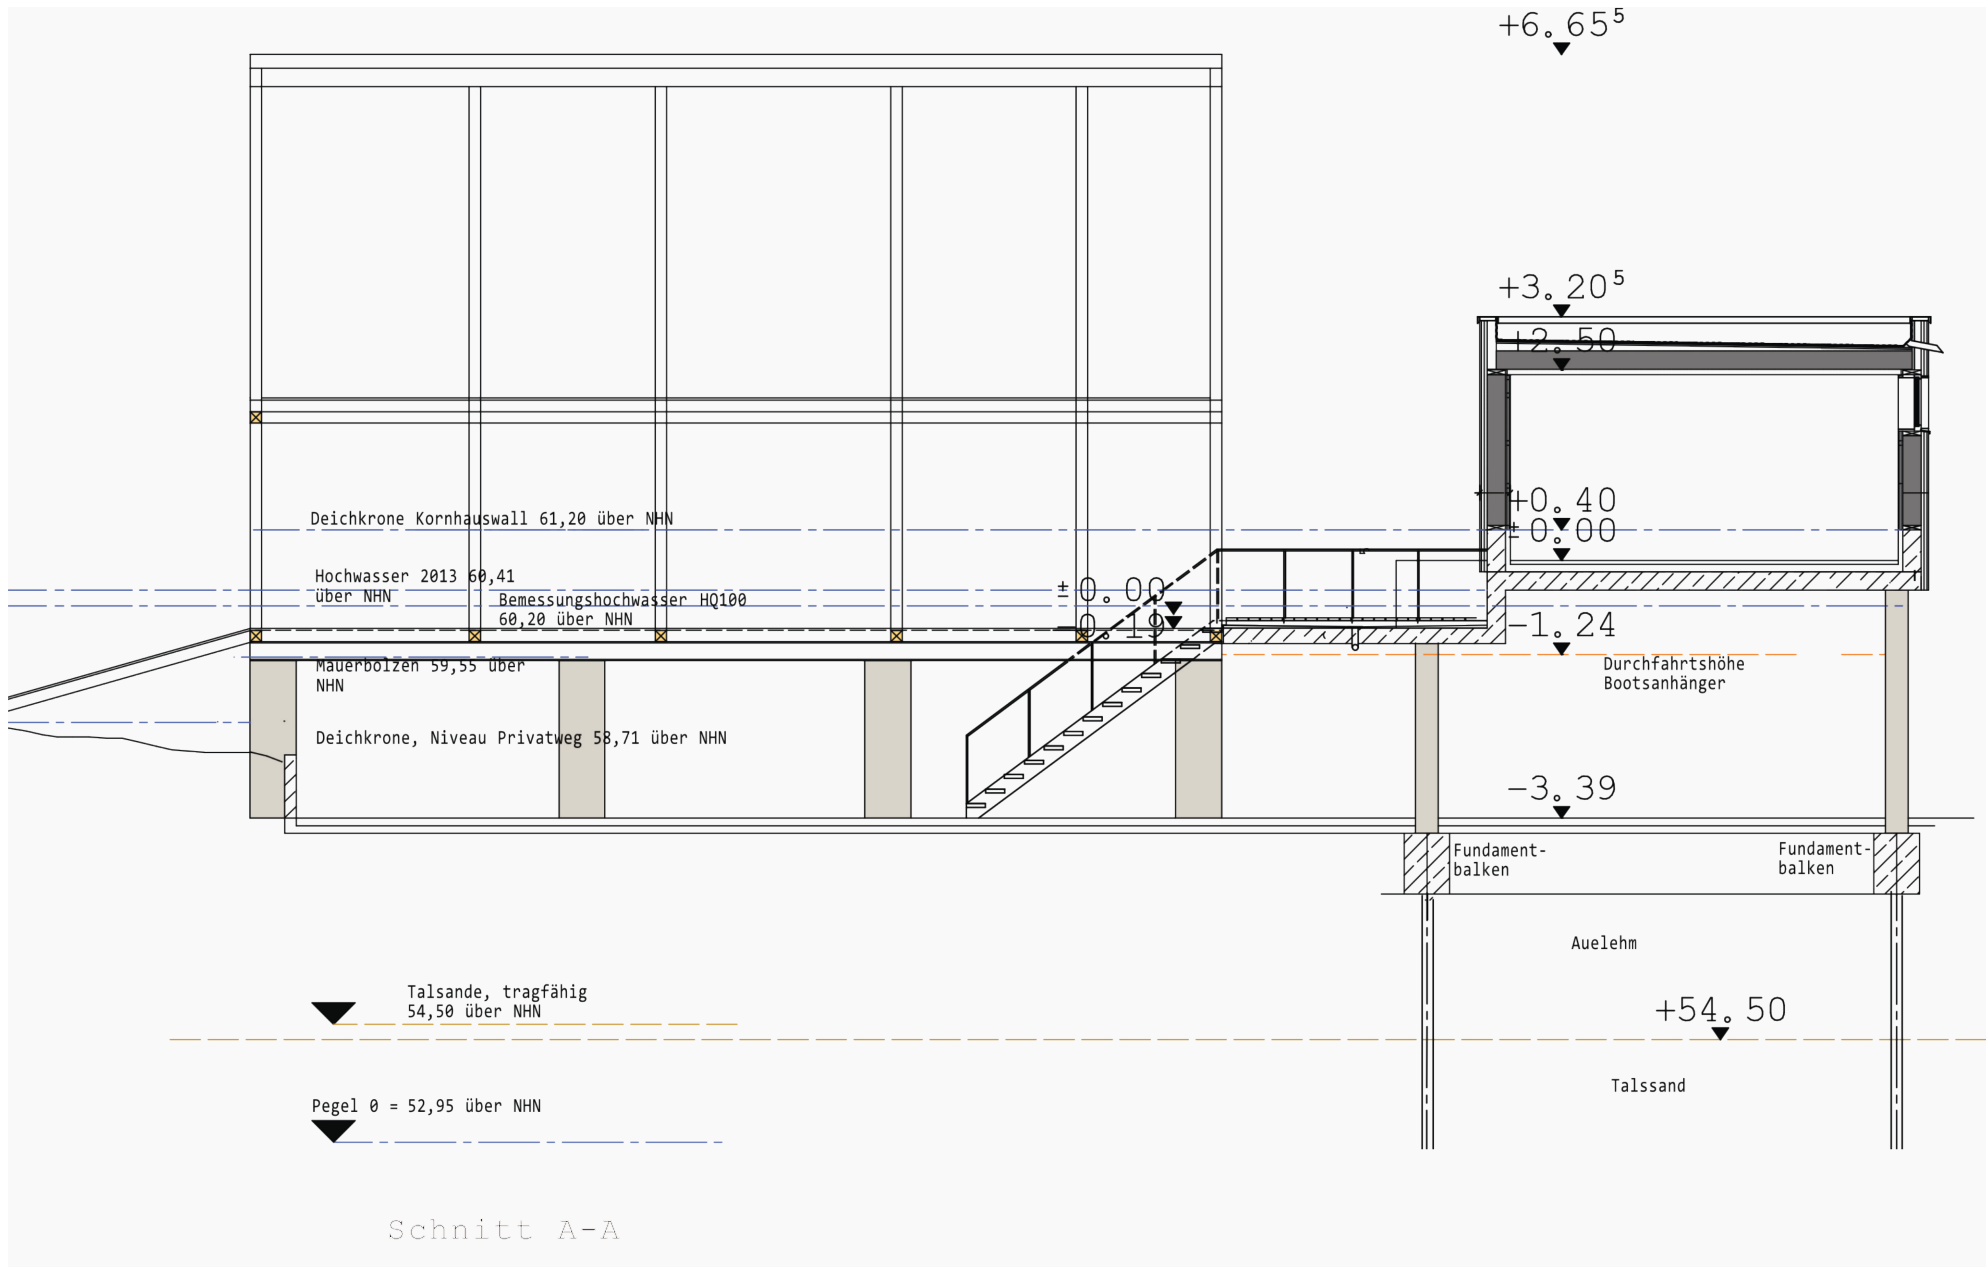 +6.65⁵
+3.20⁵
+2.50
+0.40
±0.00
Deichkrone Kornhauswall 61,20 über NHN
Hochwasser 2013 60,41
über NHN
Bemessungshochwasser HQ100
60,20 über NHN
±0.00
-0.19
-1.24
Mauerbolzen 59,55 über
NHN
Durchfahrtshöhe
Bootsanhänger
Deichkrone, Niveau Privatweg 58,71 über NHN
-3.39
Fundament-
balken
Fundament-
balken
Auelehm
Talsande, tragfähig
54,50 über NHN
+54.50
Talssand
Pegel 0 = 52,95 über NHN
Schnitt A-A